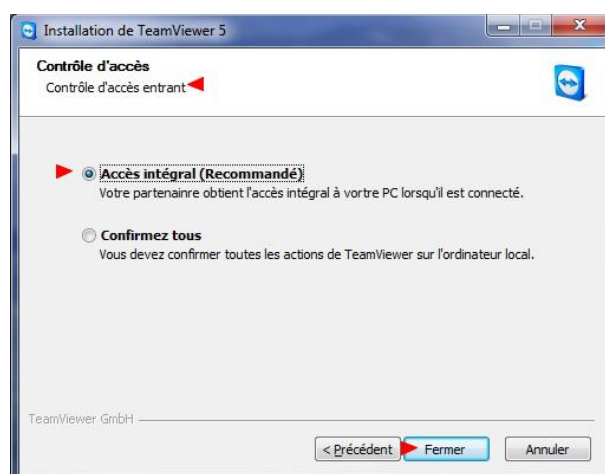 Installation de TeamViewer 5
Contrôle d'accès
Contrôle d'accès entrant
Accès intégral (Recommandé)
Votre partenainre obtient l'accès intégral à vortre PC lorsqu'il est connecté.
Confirmez tous
Vous devez confirmer toutes les actions de TeamViewer sur l'ordinateur local.
TeamViewer GmbH
< Précédent Fermer Annuler